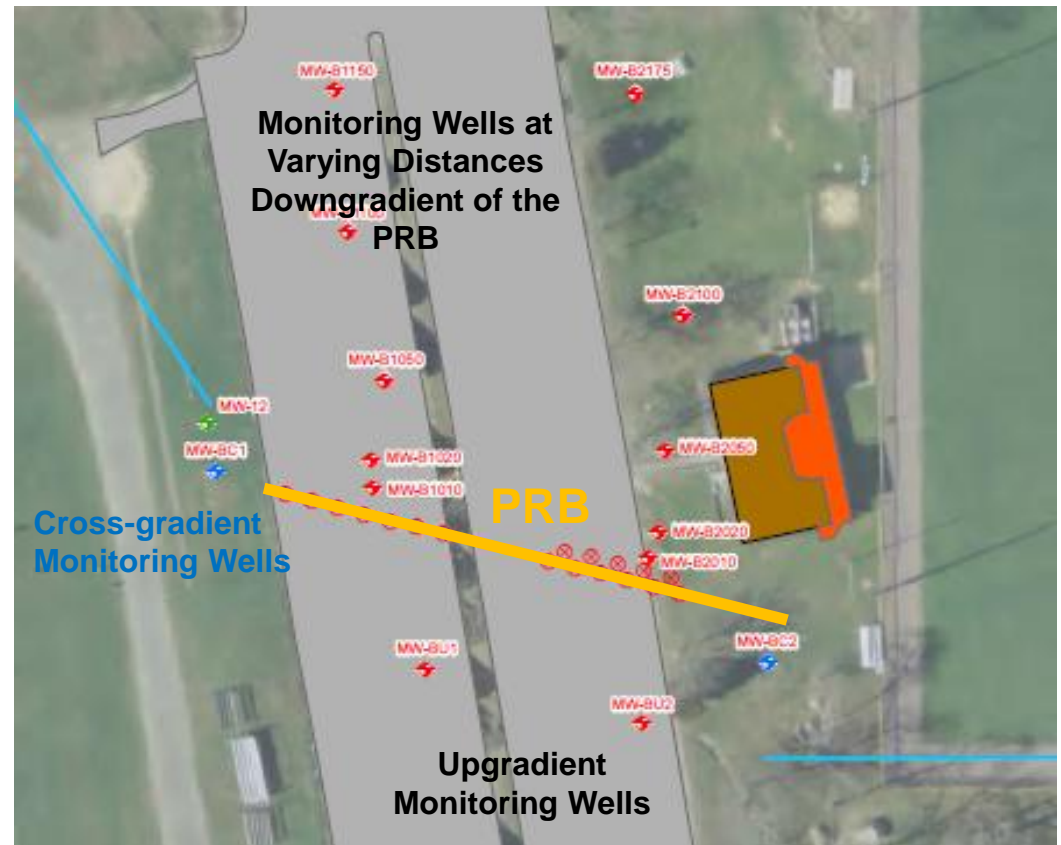 MW-B1150
MW-B2175
Monitoring Wells at
Varying Distances
Downgradient of the
PRB
MW-B2100
MW-B1050
MW-12
MW-BC1
MW-B1020
MW-B2050
MW-B1010
PRB
Cross-gradient
Monitoring Wells
MW-B2020
MW-B2010
MW-BU1
MW-BC2
MW-BU2
Upgradient
Monitoring Wells